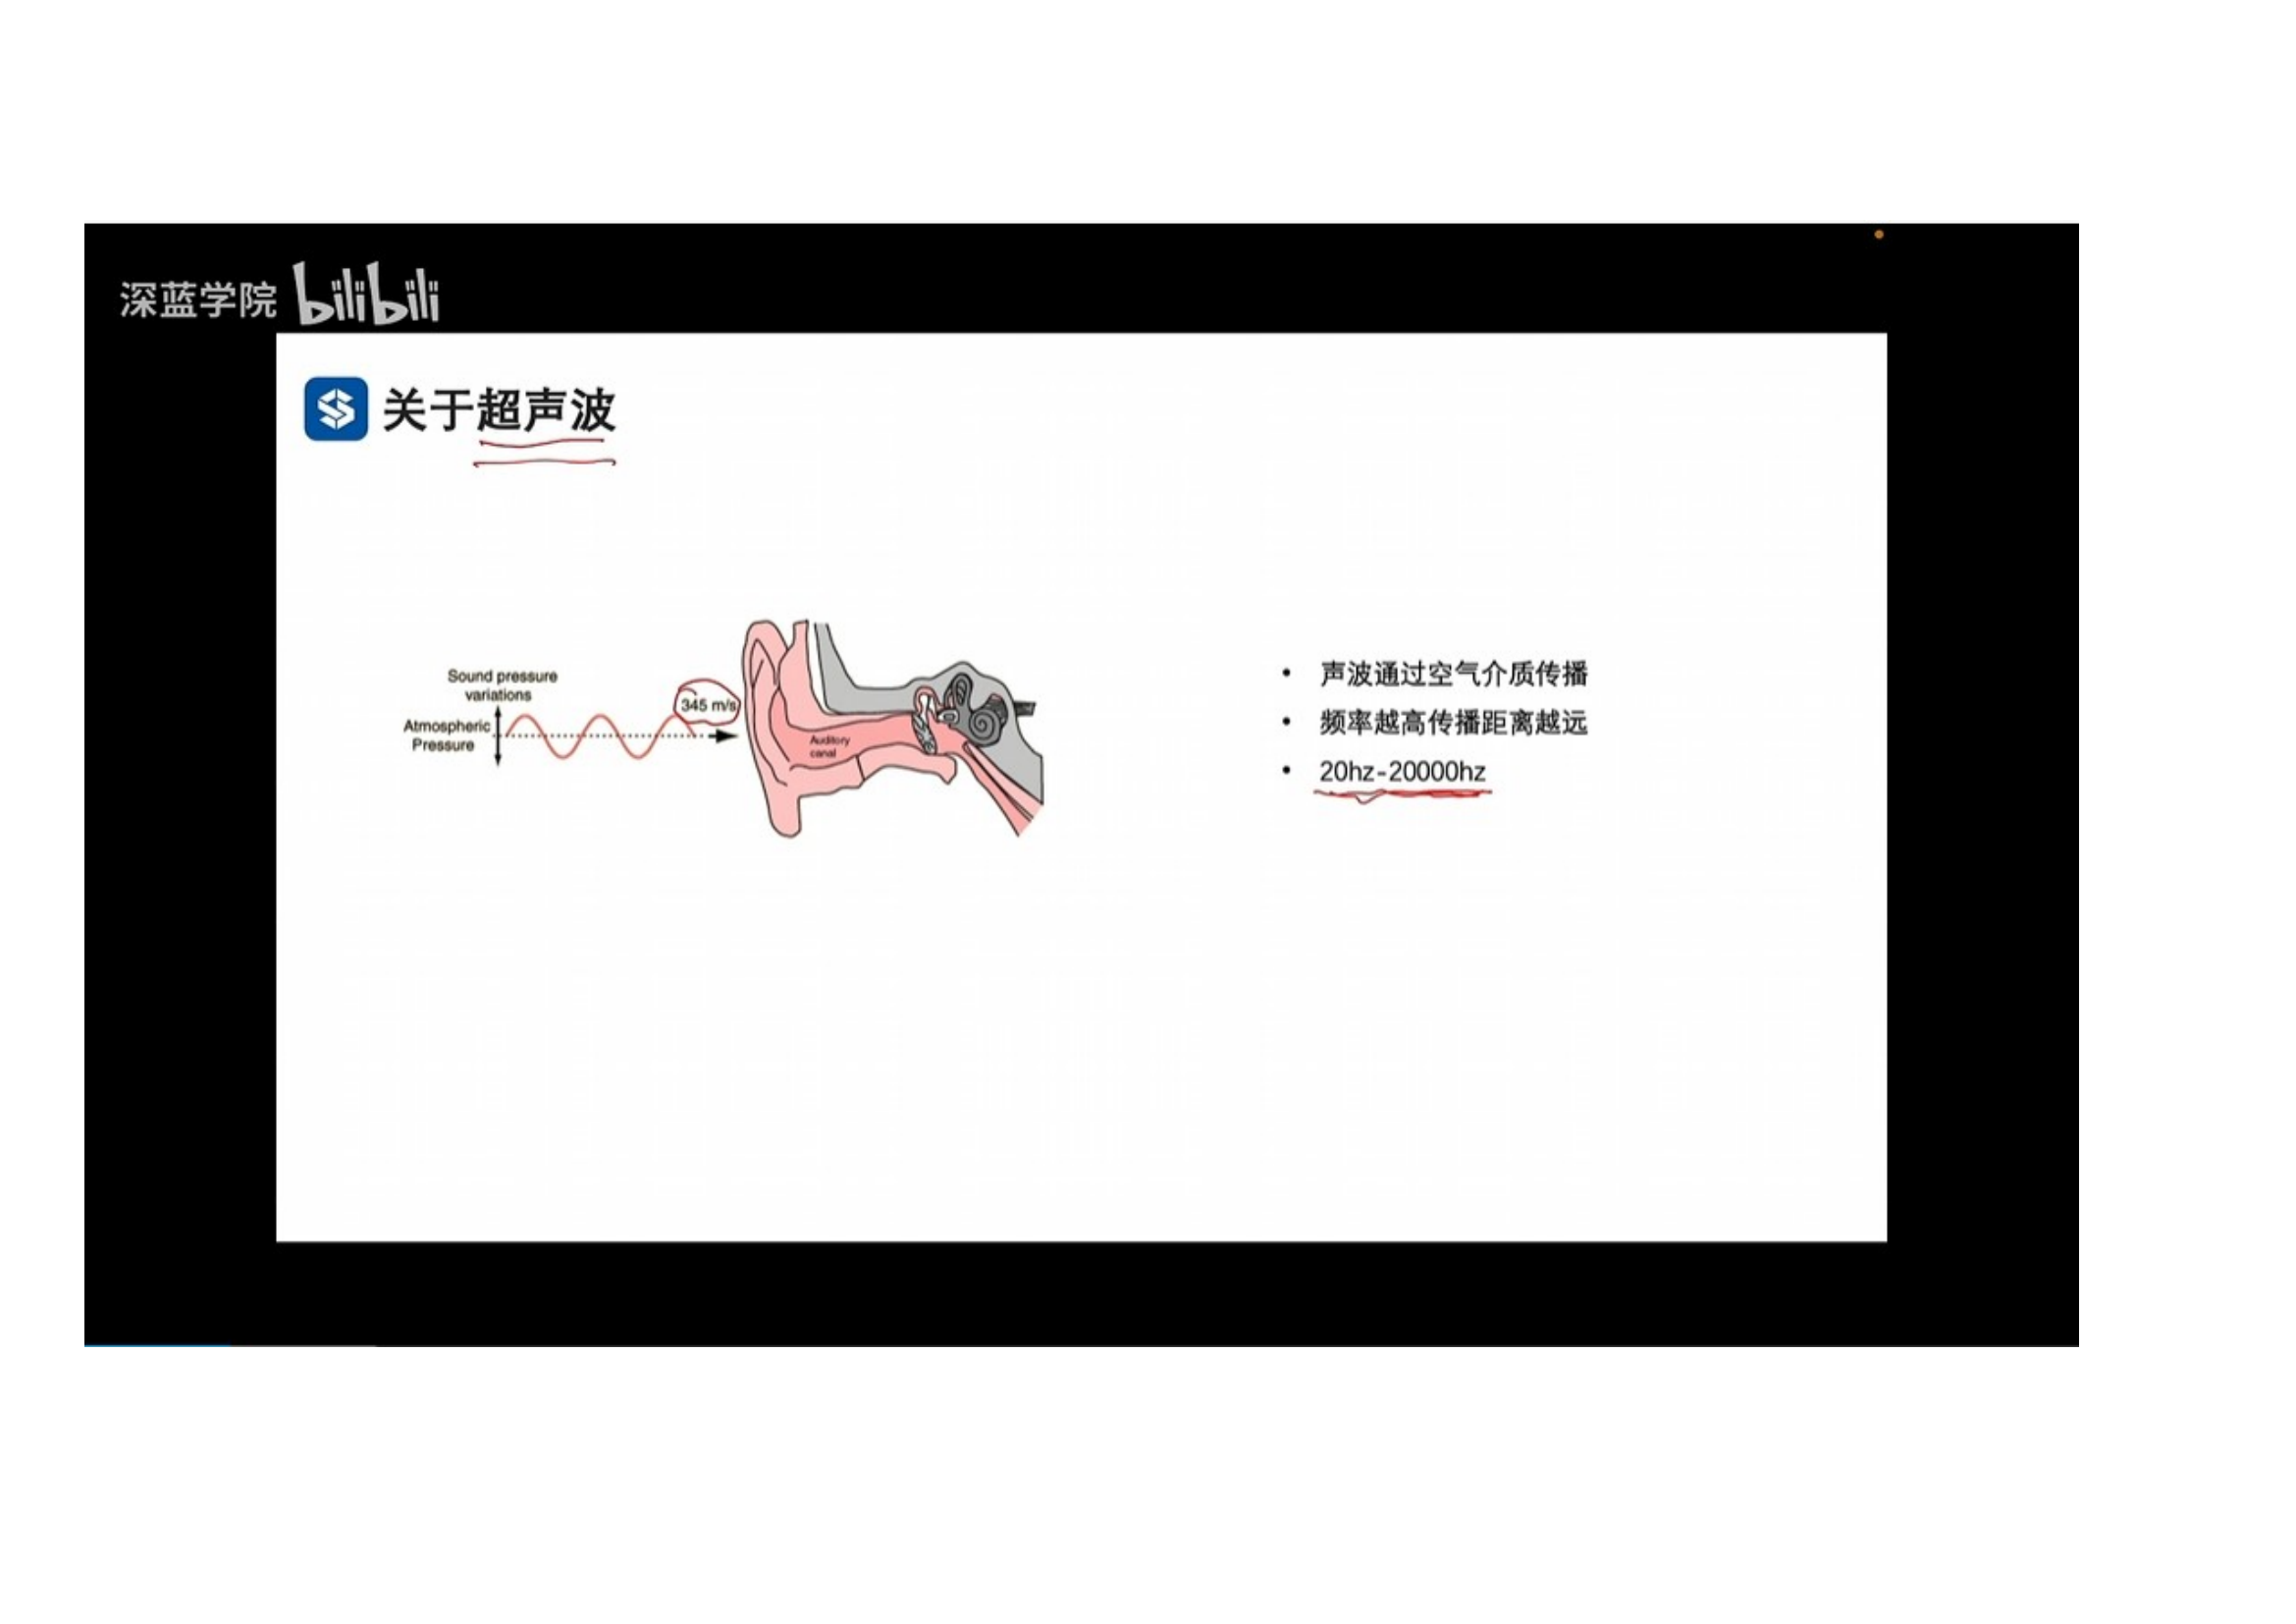 深蓝学院 bilibili
关于超声波
Sound pressure
variations
345 m/s
Atmospheric
Pressure
Auditory
canal
• 声波通过空气介质传播
• 频率越高传播距离越远
• 20hz-20000hz